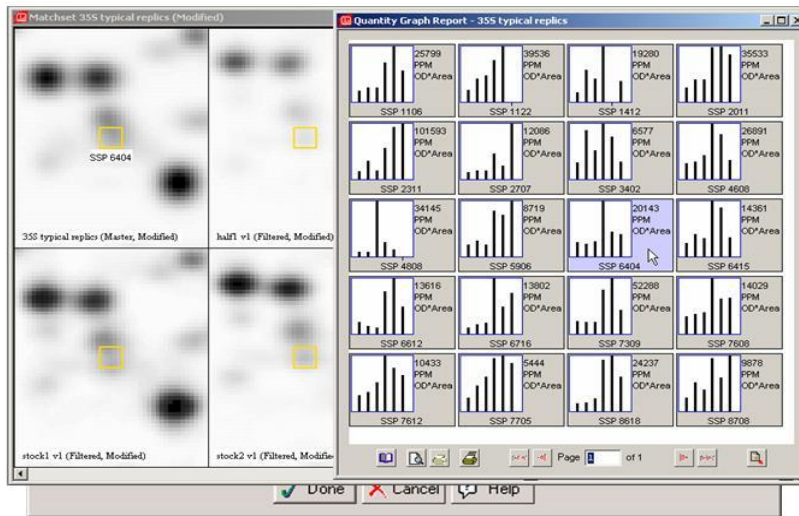 Matchset 35S typical replics (Modified)
SSP 6404
35S typical replics (Master, Modified)
half1 v1 (Filtered, Modified)
stock1 v1 (Filtered, Modified)
stock2 v1 (Filtered, Modifie
Quantity Graph Report - 35S typical replics
25799
PPM
OD*Area
SSP 1106
39536
PPM
OD*Area
SSP 1122
19280
PPM
OD*Area
SSP 1412
35533
PPM
OD*Area
SSP 2011
101593
PPM
OD*Area
SSP 2311
12086
PPM
OD*Area
SSP 2707
6577
PPM
OD*Area
SSP 3402
26891
PPM
OD*Area
SSP 4608
34145
PPM
OD*Area
SSP 4808
8719
PPM
OD*Area
SSP 5906
20143
PPM
OD*Area
SSP 6404
14361
PPM
OD*Area
SSP 6415
13616
PPM
OD*Area
SSP 6612
13802
PPM
OD*Area
SSP 6716
52288
PPM
OD*Area
SSP 7309
14029
PPM
OD*Area
SSP 7608
10433
PPM
OD*Area
SSP 7612
5444
PPM
OD*Area
SSP 7705
24237
PPM
OD*Area
SSP 8618
9878
PPM
OD*Area
SSP 8708
Page 1 of 1
Done Cancel Help